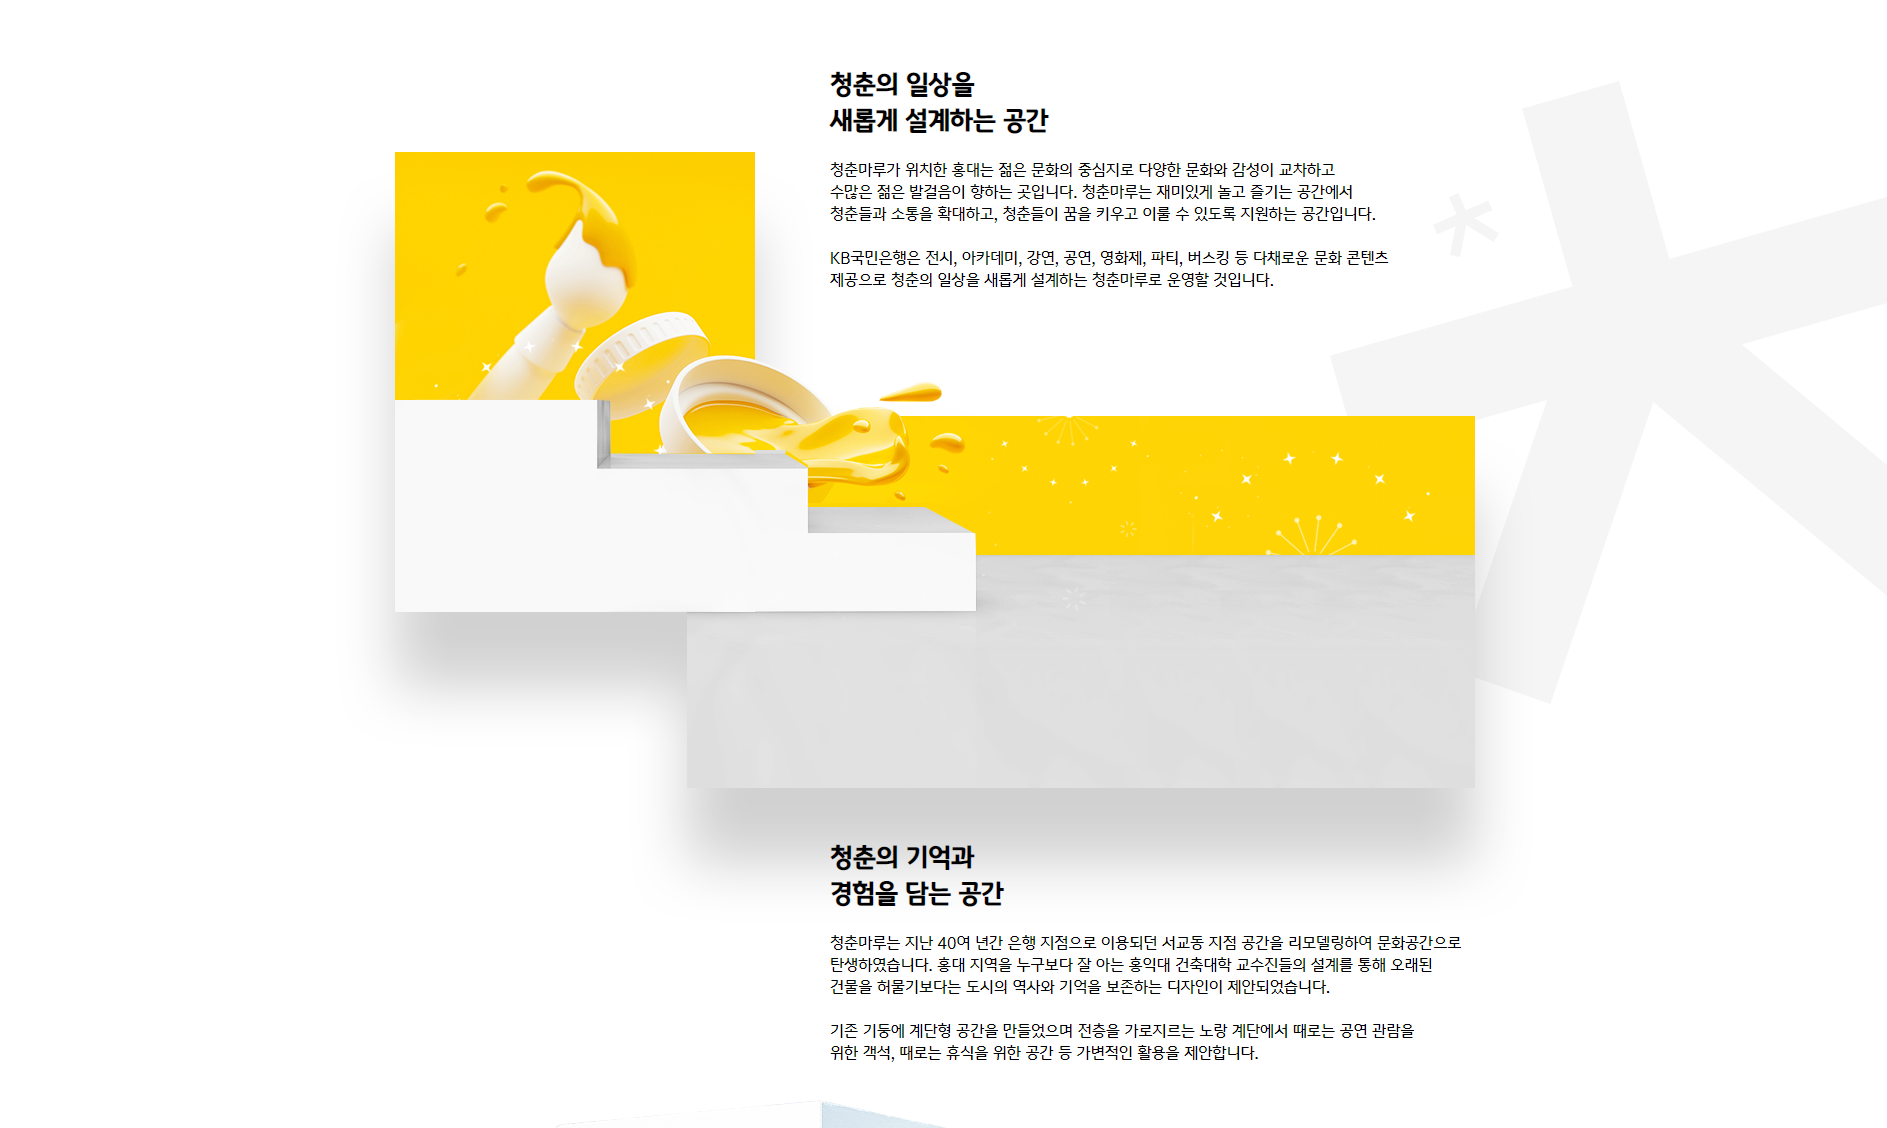 청춘의 일상을
새롭게 설계하는 공간
청춘마루가 위치한 홍대는 젊은 문화의 중심지로 다양한 문화와 감성이 교차하고
수많은 젊은 발걸음이 향하는 곳입니다. 청춘마루는 재미있게 놀고 즐기는 공간에서
청춘들과 소통을 확대하고, 청춘들이 꿈을 키우고 이룰 수 있도록 지원하는 공간입니다.
KB국민은행은 전시, 아카데미, 강연, 공연, 영화제, 파티, 버스킹 등 다채로운 문화 콘텐츠
제공으로 청춘의 일상을 새롭게 설계하는 청춘마루로 운영할 것입니다.
청춘의 기억과
경험을 담는 공간
청춘마루는 지난 40여 년간 은행 지점으로 이용되던 서교동 지점 공간을 리모델링하여 문화공간으로
탄생하였습니다. 홍대 지역을 누구보다 잘 아는 홍익대 건축대학 교수진들의 설계를 통해 오래된
건물을 허물기보다는 도시의 역사와 기억을 보존하는 디자인이 제안되었습니다.
기존 기둥에 계단형 공간을 만들었으며 전층을 가로지르는 노랑 계단에서 때로는 공연 관람을
위한 객석, 때로는 휴식을 위한 공간 등 가변적인 활용을 제안합니다.